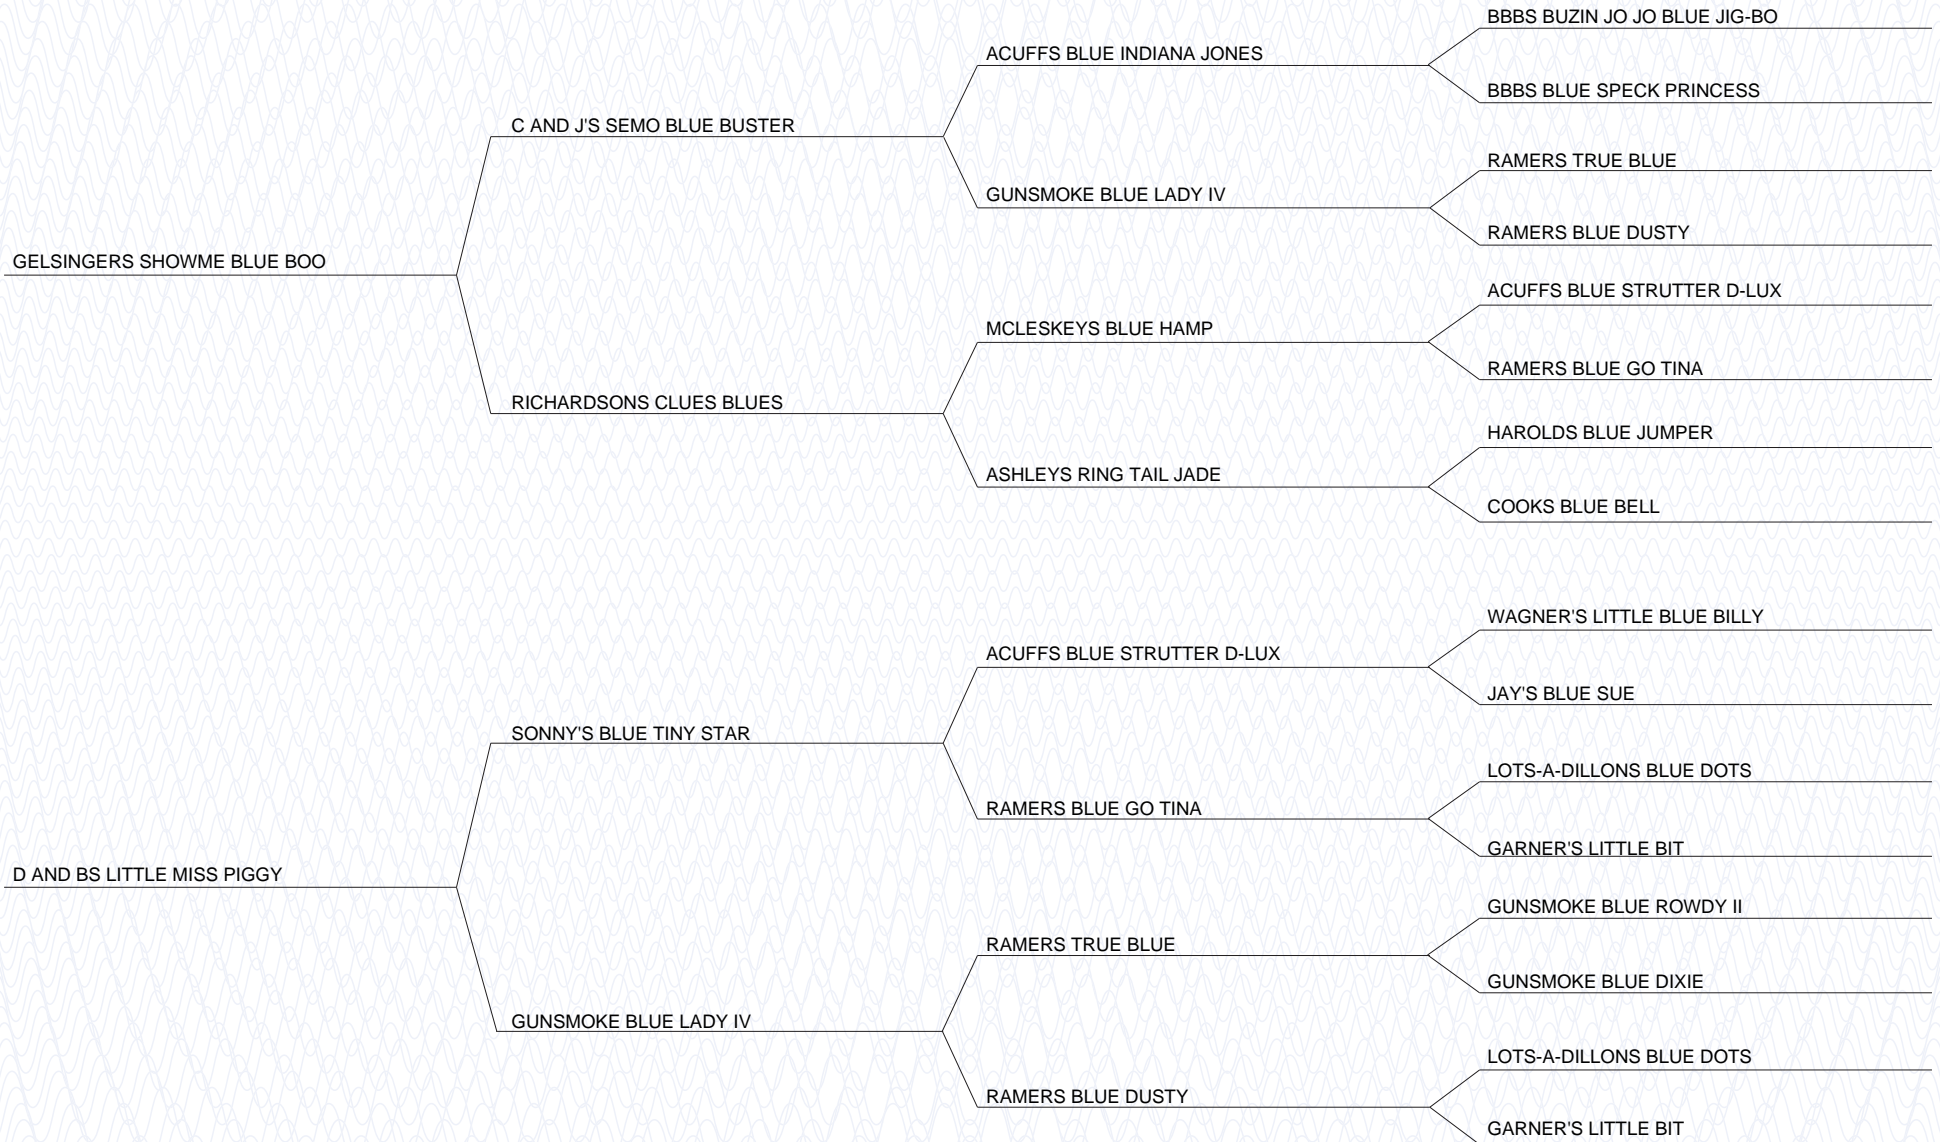 BBBS BUZIN JO JO BLUE JIG-BO
ACUFFS BLUE INDIANA JONES
BBBS BLUE SPECK PRINCESS
C AND J'S SEMO BLUE BUSTER
RAMERS TRUE BLUE
GUNSMOKE BLUE LADY IV
RAMERS BLUE DUSTY
GELSINGERS SHOWME BLUE BOO
ACUFFS BLUE STRUTTER D-LUX
MCLESKEYS BLUE HAMP
RAMERS BLUE GO TINA
RICHARDSONS CLUES BLUES
HAROLDS BLUE JUMPER
ASHLEYS RING TAIL JADE
COOKS BLUE BELL
WAGNER'S LITTLE BLUE BILLY
ACUFFS BLUE STRUTTER D-LUX
JAY'S BLUE SUE
SONNY'S BLUE TINY STAR
LOTS-A-DILLONS BLUE DOTS
RAMERS BLUE GO TINA
GARNER'S LITTLE BIT
D AND BS LITTLE MISS PIGGY
GUNSMOKE BLUE ROWDY II
RAMERS TRUE BLUE
GUNSMOKE BLUE DIXIE
GUNSMOKE BLUE LADY IV
LOTS-A-DILLONS BLUE DOTS
RAMERS BLUE DUSTY
GARNER'S LITTLE BIT